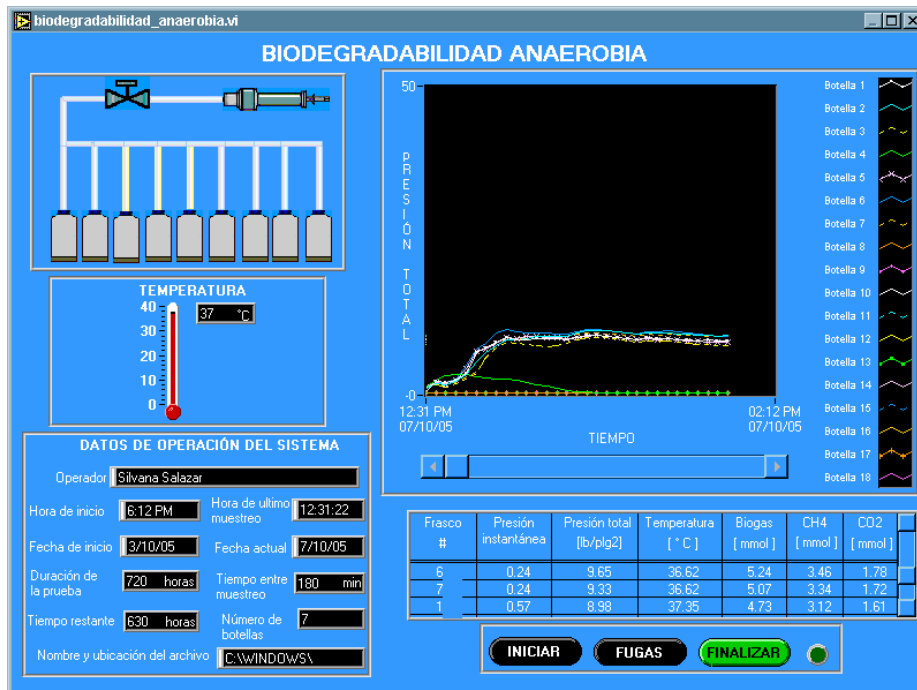 biodegradabilidad_anaerobia.vi
BIODEGRADABILIDAD ANAEROBIA
TEMPERATURA
40
30
20
10
0
37 °C
DATOS DE OPERACIÓN DEL SISTEMA
Operador Silvana Salazar
Hora de inicio 6:12 PM
Hora de ultimo muestreo 12:31:22
Fecha de inicio 3/10/05
Fecha actual 7/10/05
Duración de la prueba 720 horas
Tiempo entre muestreo 180 min
Tiempo restante 630 horas
Número de botellas 7
Nombre y ubicación del archivo C:\WINDOWS\
PRESIÓN TOTAL
50
-0
12:31 PM
07/10/05
02:12 PM
07/10/05
TIEMPO
Botella 1
Botella 2
Botella 3
Botella 4
Botella 5
Botella 6
Botella 7
Botella 8
Botella 9
Botella 10
Botella 11
Botella 12
Botella 13
Botella 14
Botella 15
Botella 16
Botella 17
Botella 18
Frasco # Presión instantánea Presión total [lb/plg2] Temperatura [ °C ] Biogas [ mmol ] CH4 [ mmol ] CO2 [ mmol ]
6 0.24 9.65 36.62 5.24 3.46 1.78
7 0.24 9.33 36.62 5.07 3.34 1.72
1 0.57 8.98 37.35 4.73 3.12 1.61
INICIAR
FUGAS
FINALIZAR